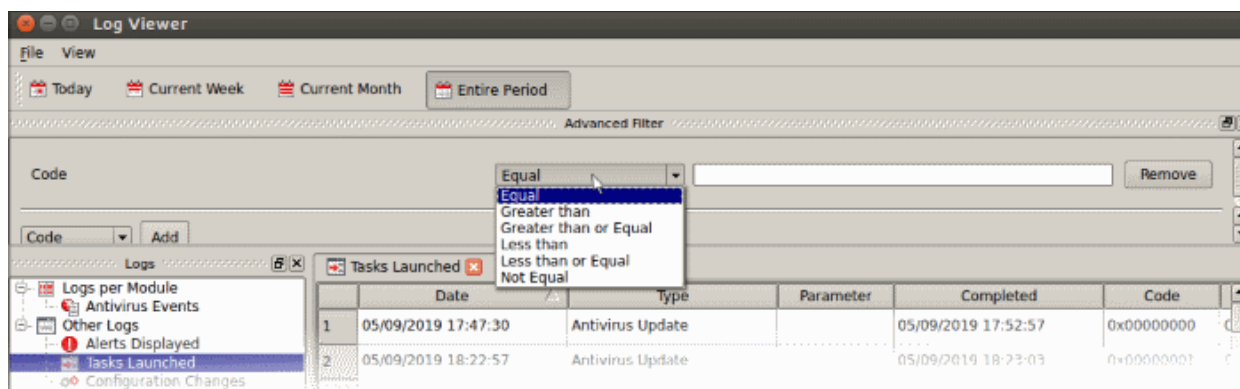 Log Viewer
File View
Today Current Week Current Month Entire Period
Advanced Filter
Code Equal Remove
Equal
Greater than
Greater than or Equal
Less than
Less than or Equal
Not Equal
Code Add
Logs
Logs per Module
Antivirus Events
Other Logs
Alerts Displayed
Tasks Launched
Configuration Changes
Tasks Launched
Date Type Parameter Completed Code
1 05/09/2019 17:47:30 Antivirus Update 05/09/2019 17:52:57 0x00000000
2 05/09/2019 18:22:57 Antivirus Update 05/09/2019 18:23:03